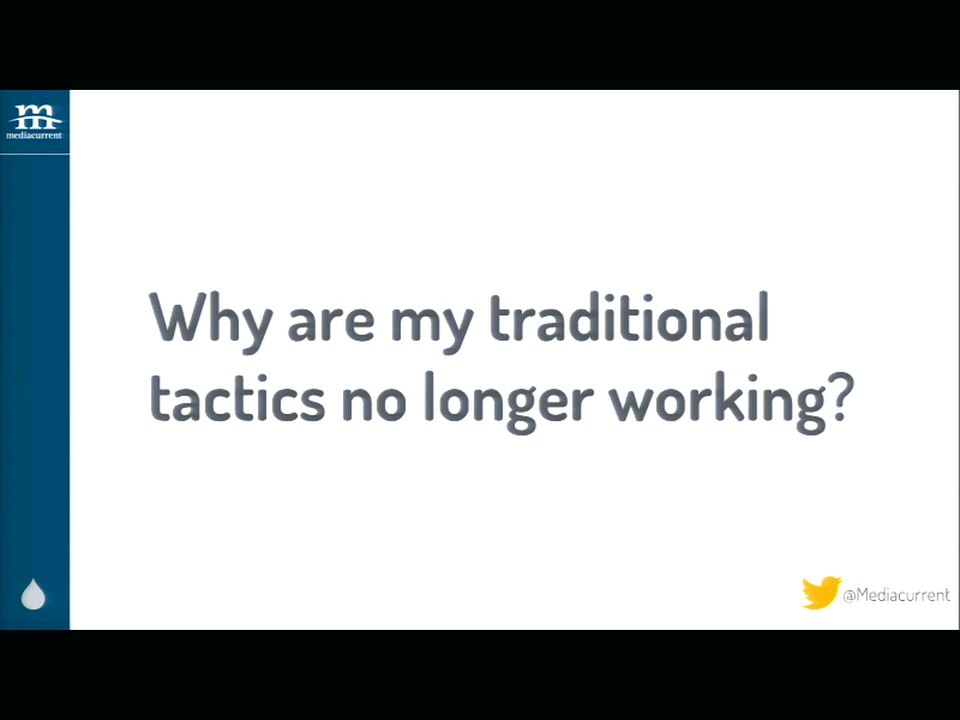 m
mediacurrent
Why are my traditional
tactics no longer working?
@Mediacurrent